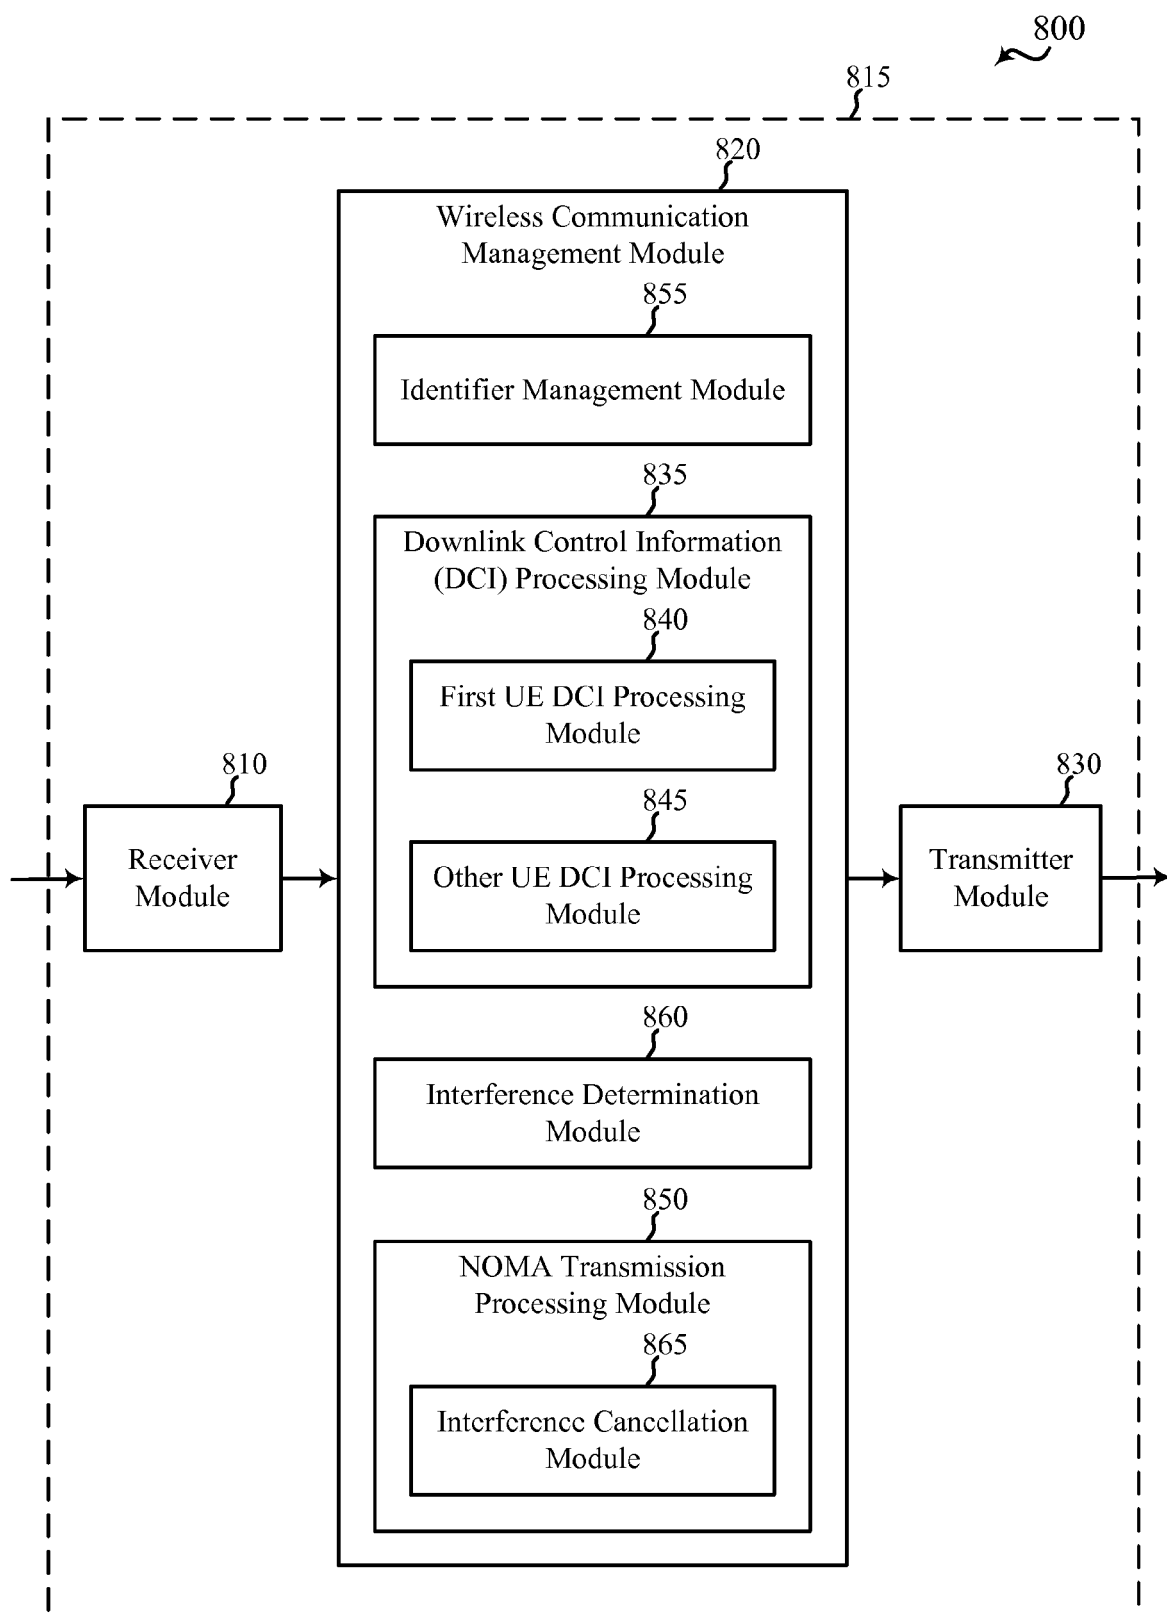 800
815
820
Wireless Communication
Management Module
855
Identifier Management Module
835
Downlink Control Information
(DCI) Processing Module
840
First UE DCI Processing
Module
810
Receiver
Module
845
Other UE DCI Processing
Module
830
Transmitter
Module
860
Interference Determination
Module
850
NOMA Transmission
Processing Module
865
Interference Cancellation
Module